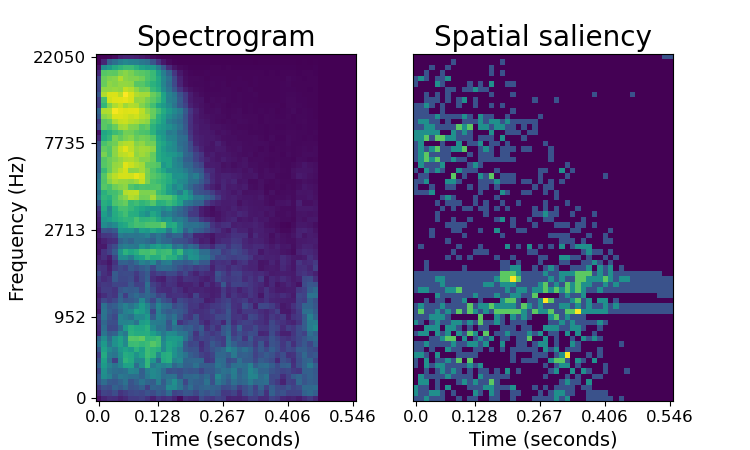 Spectrogram
Spatial saliency
Frequency (Hz)
22050
7735
2713
952
0
0.0 0.128 0.267 0.406 0.546
0.0 0.128 0.267 0.406 0.546
Time (seconds)
Time (seconds)